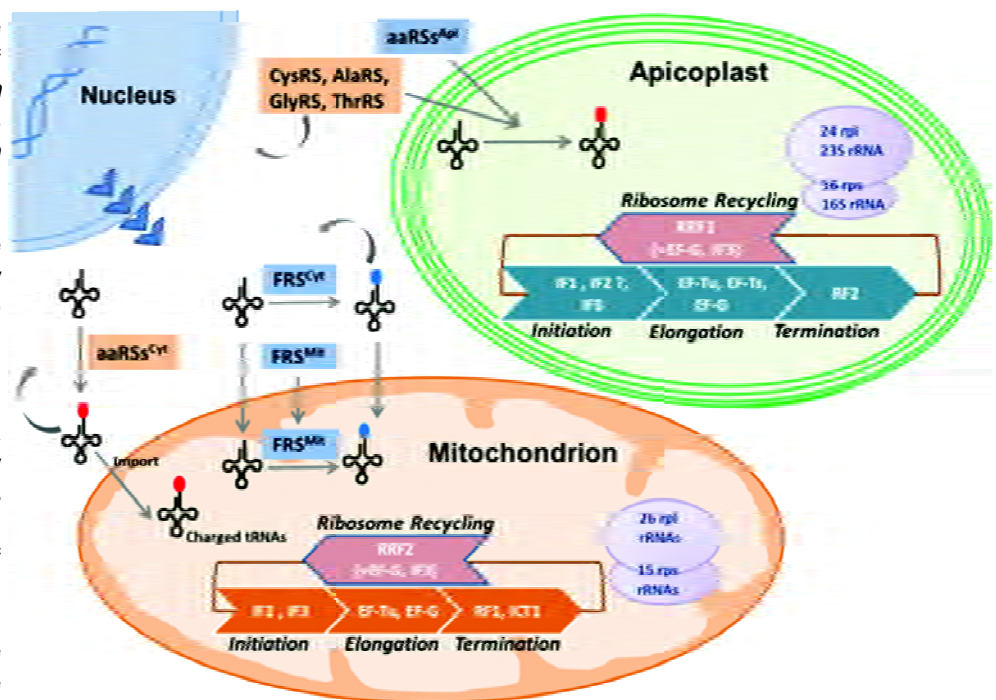 aaRSs^Api
CysRS, AlaRS,
GlyRS, ThrRS
Nucleus
Apicoplast
24 rpl
23S rRNA
16 rps
16S rRNA
Ribosome Recycling
RRF1
(+EF-G, IF3)
IF1 , IF2 ?,
IF3
EF-Tu, EF-Ts,
EF-G
RF2
Initiation
Elongation
Termination
FRS^Cyt
aaRSs^Cyt
FRS^Mit
FRS^Mit
Mitochondrion
Import
Charged tRNAs
Ribosome Recycling
RRF2
(+EF-G, IF3)
26 rpl
rRNAs
15 rps
rRNAs
, IF3
EF-Tu, EF-G
RF1, ICT1
Initiation
Elongation
Termination